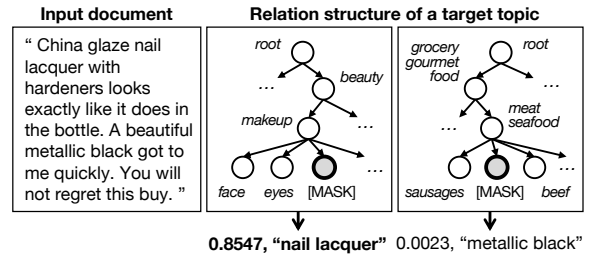 Input document
“ China glaze nail
lacquer with
hardeners looks
exactly like it does in
the bottle. A beautiful
metallic black got to
me quickly. You will
not regret this buy. ”
Relation structure of a target topic
root
...
beauty
makeup
...
face eyes [MASK] ...
0.8547, “nail lacquer”
grocery
gourmet
food
root
...
meat
seafood
...
sausages [MASK] beef ...
0.0023, “metallic black”